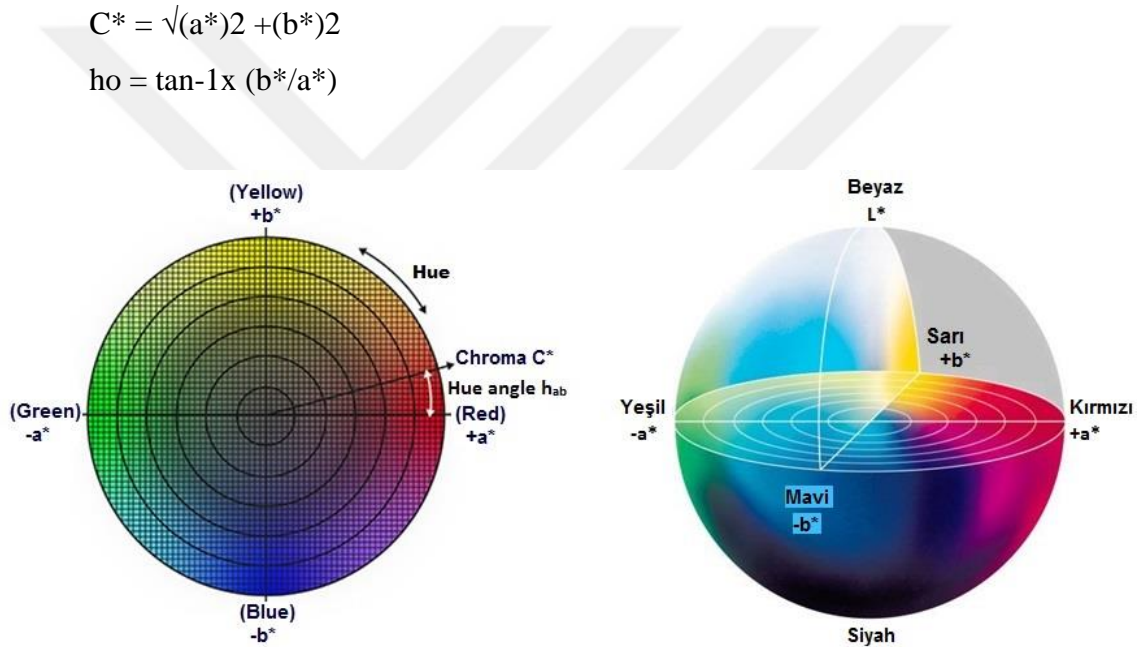 C* = √(a*)2 +(b*)2
ho = tan-1x (b*/a*)
(Yellow)
+b*
Hue
Chroma C*
Hue angle hab
(Green)
-a*
(Red)
+a*
(Blue)
-b*
Beyaz
L*
Sarı
+b*
Yeşil
-a*
Kırmızı
+a*
Mavi
-b*
Siyah